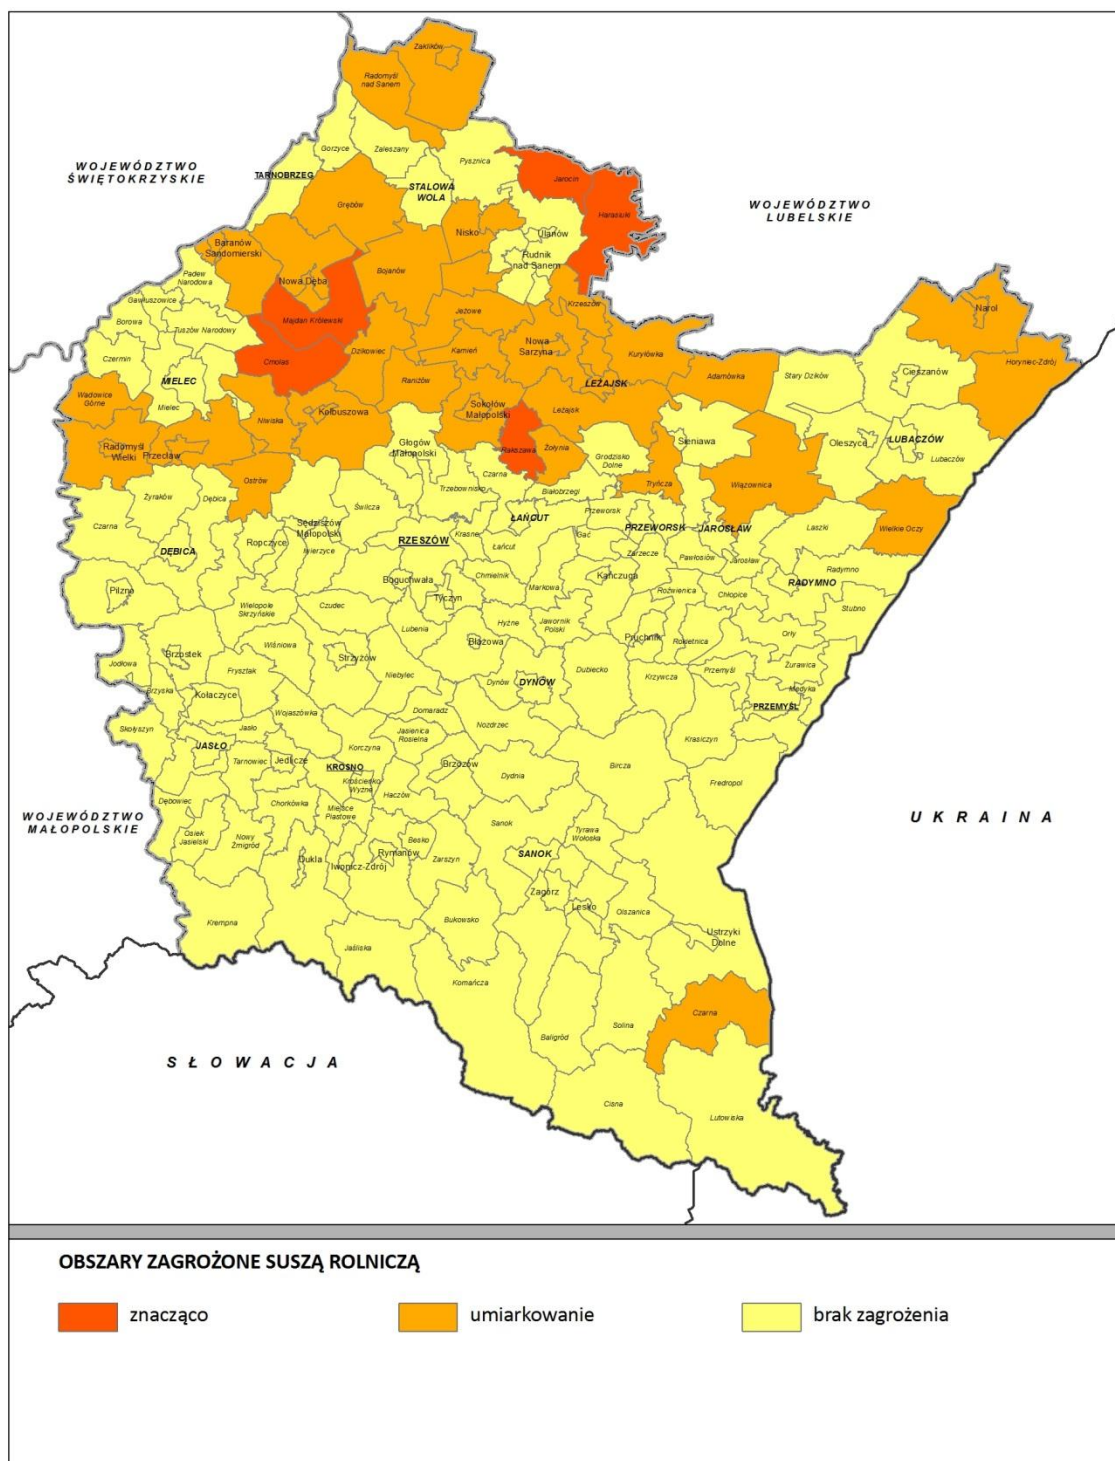 Zaklików
Radomyśl
nad Sanem
Gorzyce
Zaleszany
Pysznica
WOJEWÓDZTWO
ŚWIĘTOKRZYSKIE
TARNOBRZEG
STALOWA
WOLA
Jarocin
Harasiuki
WOJEWÓDZTWO
LUBELSKIE
Grębów
Nisko
Ulanów
Baranów
Sandomierski
Rudnik
nad Sanem
Padew
Narodowa
Nowa Dęba
Bojanów
Gawłuszowice
Krzeszów
Narol
Borowa
Tuszów Narodowy
Majdan Królewski
Jeżowe
Nowa
Sarzyna
Czermin
Cmolas
Dzikowiec
Kamień
Kuryłówka
Horyniec-Zdrój
MIELEC
Raniżów
LEŻAJSK
Adamówka
Stary Dzików
Cieszanów
Wadowice
Górne
Mielec
Niwiska
Kolbuszowa
Sokołów
Małopolski
Leżajsk
Radomyśl
Wielki
Przecław
Głogów
Małopolski
Rakszawa
Żołynia
Sieniawa
Oleszyce
LUBACZÓW
Lubaczów
Grodzisko
Dolne
Ostrów
Czarna
Tryńcza
Wiązownica
Żyraków
Dębica
Trzebownisko
Białobrzegi
Czarna
Świlcza
ŁAŃCUT
Przeworsk
PRZEWORSK
JAROSŁAW
Laszki
Wielkie Oczy
Sędziszów
Małopolski
DĘBICA
Ropczyce
Iwierzyce
RZESZÓW
Krasne
Łańcut
Gać
Zarzecze
Pawłosiów
Jarosław
Radymno
RADYMNO
Boguchwała
Chmielnik
Markowa
Kańczuga
Roźwienica
Chłopice
Pilzno
Tyczyn
Stubno
Wielopole
Skrzyńskie
Czudec
Lubenia
Hyżne
Jawornik
Polski
Pruchnik
Rokietnica
Orły
Wiśniowa
Strzyżów
Błażowa
Jodłowa
Brzostek
Frysztak
Niebylec
Dynów
DYNÓW
Dubiecko
Krzywcza
Przemyśl
Żurawica
Medyka
Brzyska
Kołaczyce
PRZEMYŚL
Skołyszyn
Jasło
Wojaszówka
Domaradz
Nozdrzec
JASŁO
Jasienica
Rosielna
Krasiczyn
Tarnowiec
Jedlicze
Korczyna
KROSNO
Brzozów
Dydnia
Bircza
Fredropol
Krościenko
Wyżne
Haczów
Dębowiec
Chorkówka
Miejsce
Piastowe
WOJEWÓDZTWO
MAŁOPOLSKIE
Osiek
Jasielski
Nowy
Żmigród
Sanok
Tyrawa
Wołoska
UKRAINA
Besko
Rymanów
Dukla
Iwonicz-Zdrój
Zarszyn
SANOK
Zagórz
Lesko
Olszanica
Krempna
Bukowsko
Ustrzyki
Dolne
Jaśliska
Komańcza
Czarna
Solina
Baligród
SŁOWACJA
Cisna
Lutowiska
OBSZARY ZAGROŻONE SUSZĄ ROLNICZĄ
znacząco
umiarkowanie
brak zagrożenia